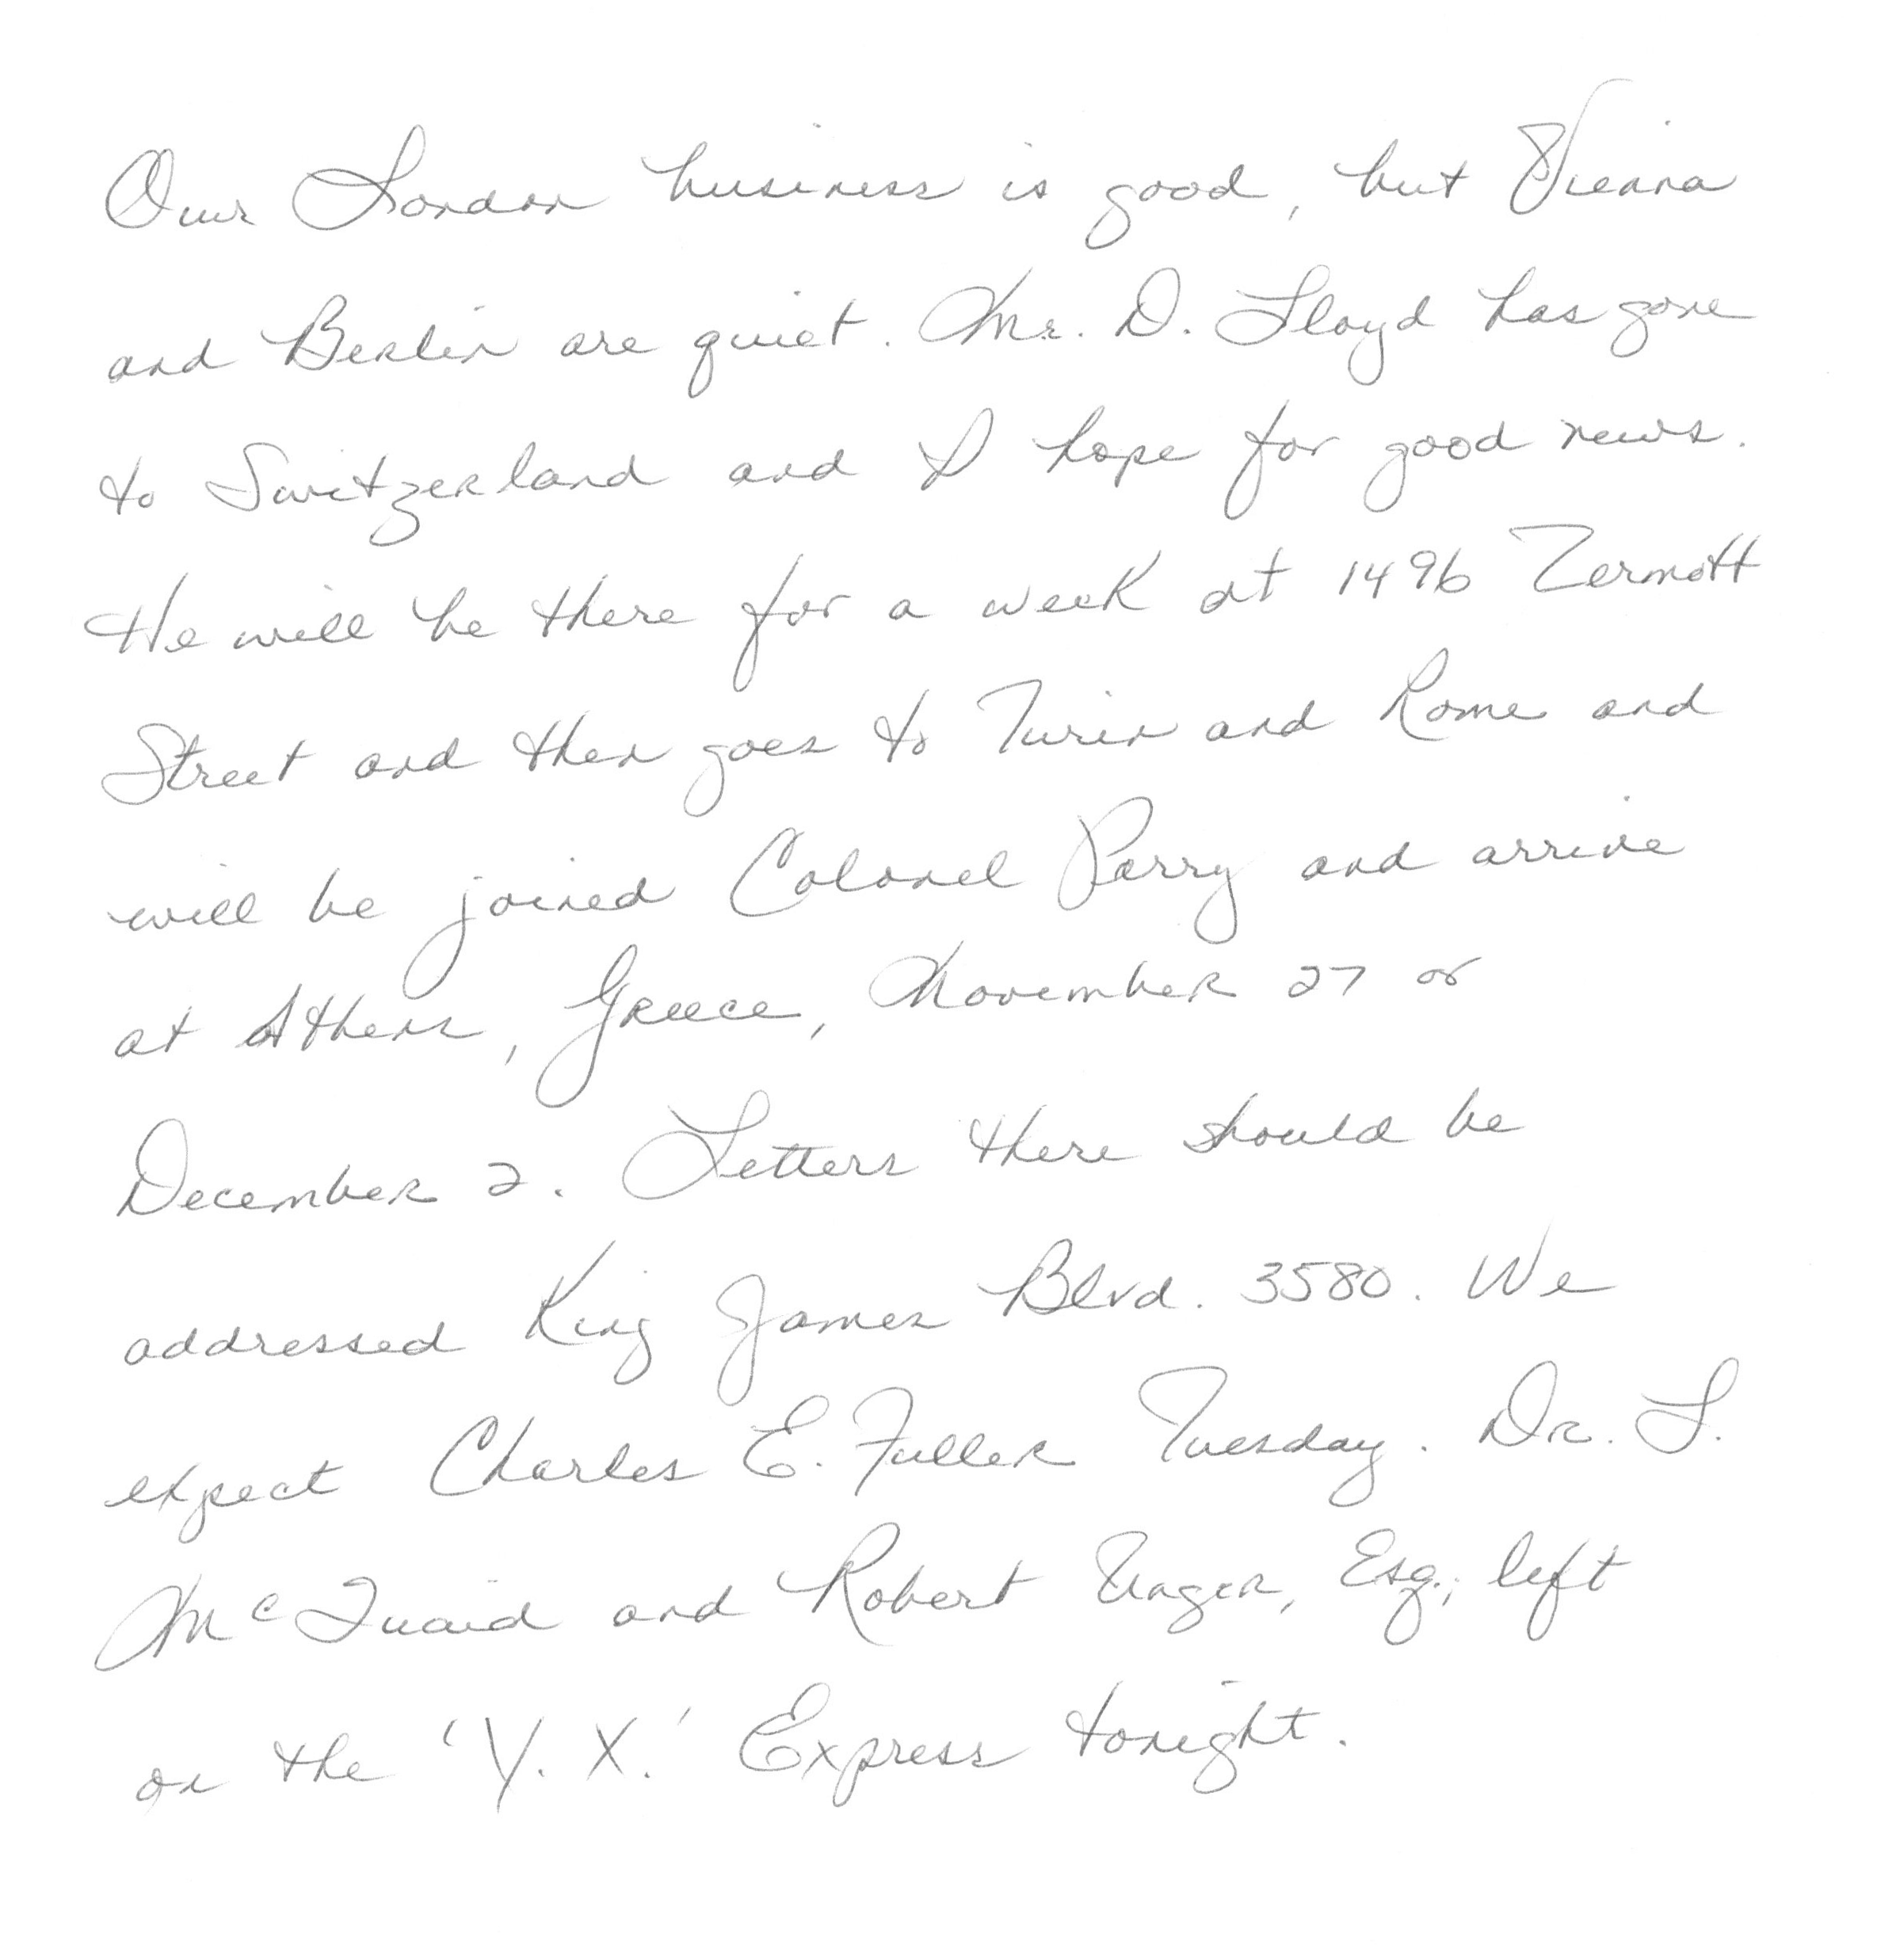 Our London business is good, but Vienna
and Berlin are quiet. Mr. D. Lloyd has gone
to Switzerland and I hope for good news.
He will be there for a week at 1496 Zermott
Street and then goes to Turin and Rome and
will be joined Colonel Parry and arrive
at Athens, Greece, November 27 or
December 2. Letters there should be
addressed King James Blvd. 3580. We
expect Charles E. Fuller Tuesday. Dr. L.
McQuaid and Robert Unger, Esq., left
on the 'Y. X.' Express tonight.